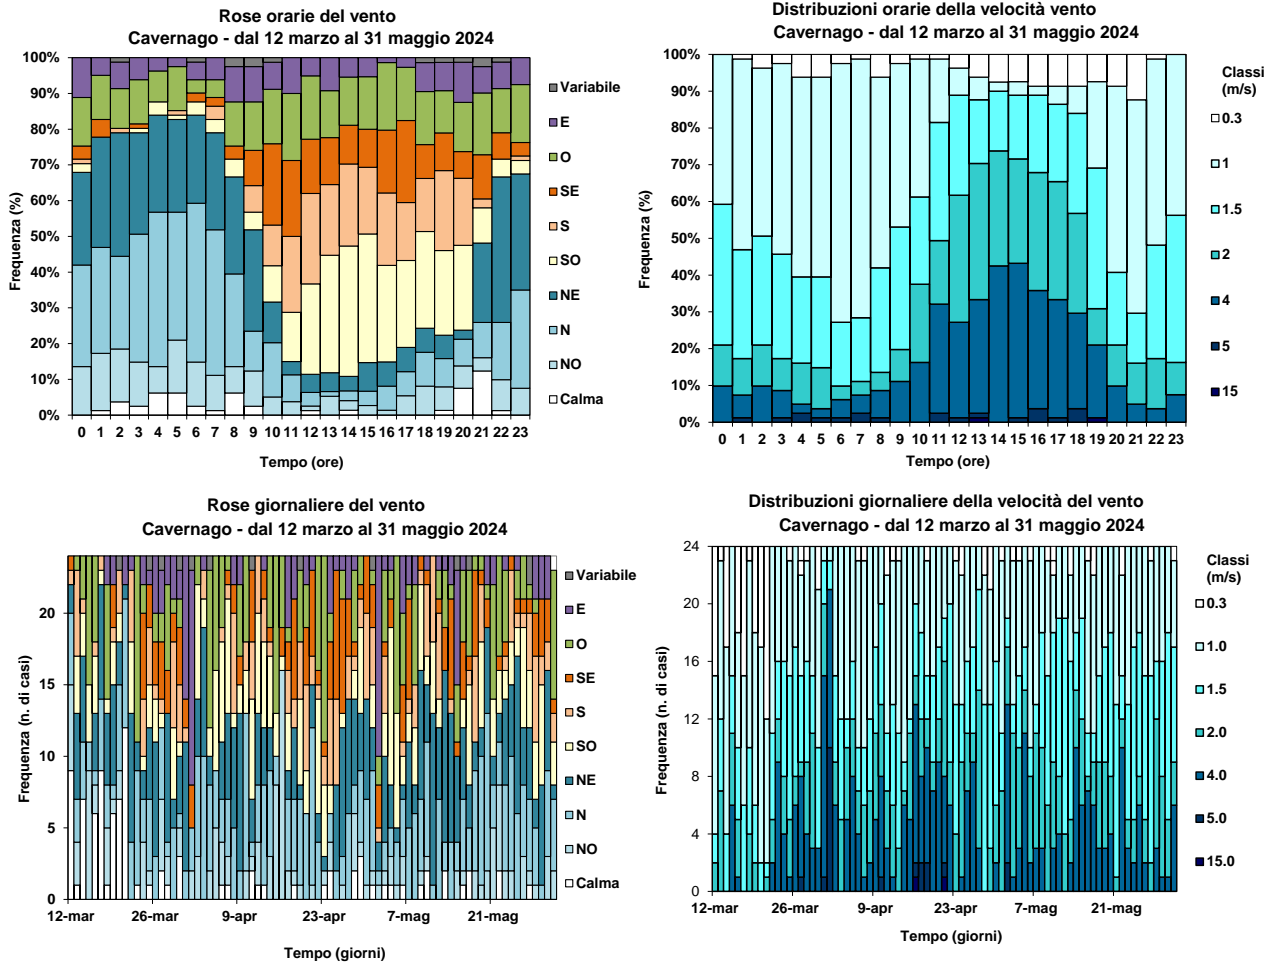 Rose orarie del vento
Cavernago - dal 12 marzo al 31 maggio 2024
100%
90%
80%
70%
60%
50%
40%
30%
20%
10%
0%
Frequenza (%)
0 1 2 3 4 5 6 7 8 9 10 11 12 13 14 15 16 17 18 19 20 21 22 23
Tempo (ore)
Variabile
E
O
SE
S
SO
NE
N
NO
Calma
Distribuzioni orarie della velocità vento
Cavernago - dal 12 marzo al 31 maggio 2024
100%
90%
80%
70%
60%
50%
40%
30%
20%
10%
0%
Frequenza (%)
0 1 2 3 4 5 6 7 8 9 10 11 12 13 14 15 16 17 18 19 20 21 22 23
Tempo (ore)
Classi
(m/s)
0.3
1
1.5
2
4
5
15
Rose giornaliere del vento
Cavernago - dal 12 marzo al 31 maggio 2024
20
15
10
5
0
Frequenza (n. di casi)
12-mar 26-mar 9-apr 23-apr 7-mag 21-mag
Tempo (giorni)
Variabile
E
O
SE
S
SO
NE
N
NO
Calma
Distribuzioni giornaliere della velocità del vento
Cavernago - dal 12 marzo al 31 maggio 2024
24
20
16
12
8
4
0
Frequenza (n. di casi)
12-mar 26-mar 9-apr 23-apr 7-mag 21-mag
Tempo (giorni)
Classi
(m/s)
0.3
1.0
1.5
2.0
4.0
5.0
15.0